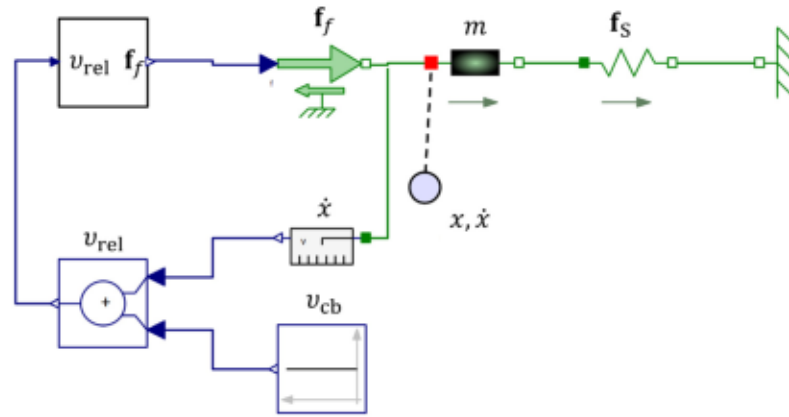 𝐟_f
m
𝐟_S
v_rel 𝐟_f
ẋ
x, ẋ
v_rel
+
v
v_cb